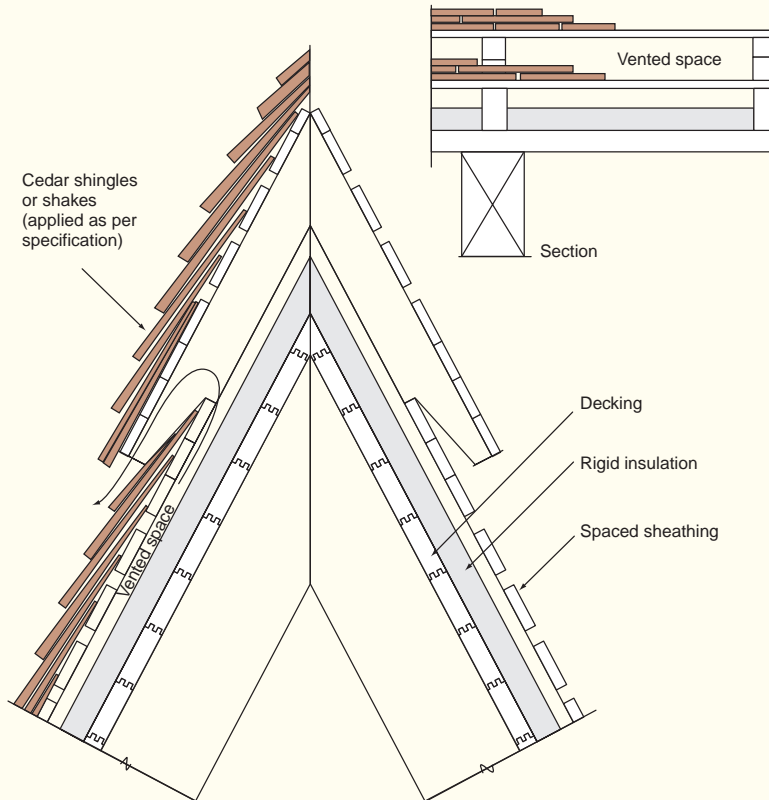 Vented space
Section
Cedar shingles
or shakes
(applied as per
specification)
Decking
Rigid insulation
Spaced sheathing
Vented space